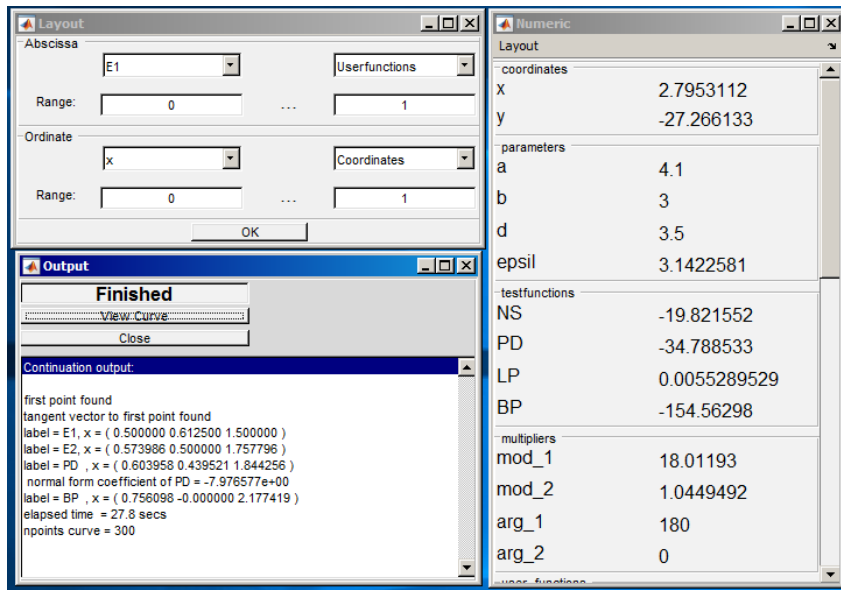 Layout
Abscissa
E1 Userfunctions
Range: 0 ... 1
Ordinate
x Coordinates
Range: 0 ... 1
OK
Output
Finished
View Curve
Close
Continuation output:
first point found
tangent vector to first point found
label = E1, x = ( 0.500000 0.612500 1.500000 )
label = E2, x = ( 0.573986 0.500000 1.757796 )
label = PD , x = ( 0.603958 0.439521 1.844256 )
normal form coefficient of PD = -7.976577e+00
label = BP , x = ( 0.756098 -0.000000 2.177419 )
elapsed time = 27.8 secs
npoints curve = 300
Numeric
Layout
coordinates
x 2.7953112
y -27.266133
parameters
a 4.1
b 3
d 3.5
epsil 3.1422581
testfunctions
NS -19.821552
PD -34.788533
LP 0.0055289529
BP -154.56298
multipliers
mod_1 18.01193
mod_2 1.0449492
arg_1 180
arg_2 0
user_functions